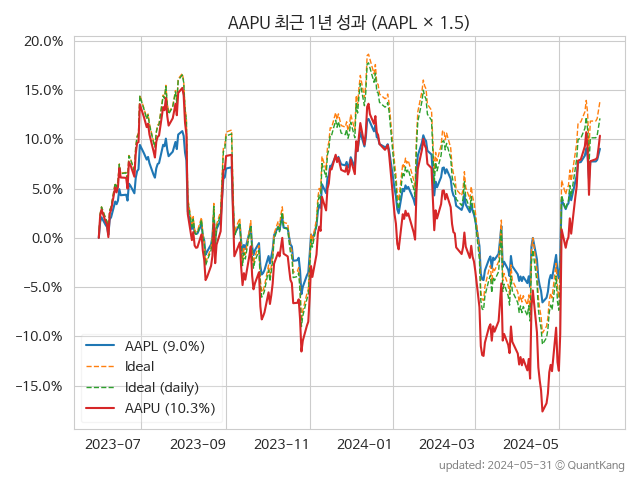 AAPU 최근 1년 성과 (AAPL × 1.5)
20.0%
15.0%
10.0%
5.0%
0.0%
−5.0%
−10.0%
−15.0%
AAPL (9.0%)
Ideal
Ideal (daily)
AAPU (10.3%)
2023-07 2023-09 2023-11 2024-01 2024-03 2024-05
updated: 2024-05-31 © QuantKang